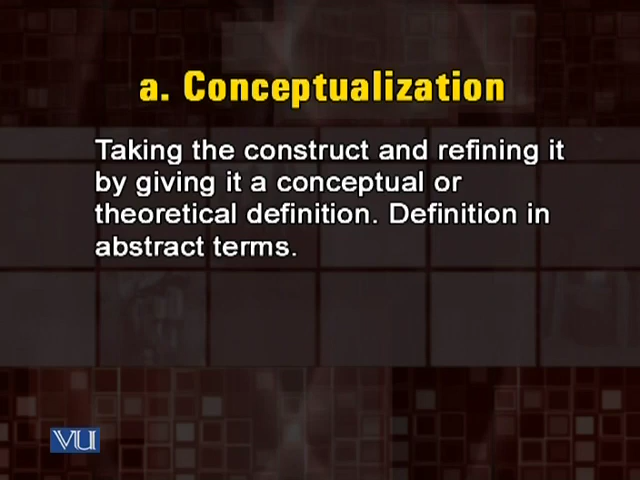 a. Conceptualization
Taking the construct and refining it
by giving it a conceptual or
theoretical definition. Definition in
abstract terms.
VU